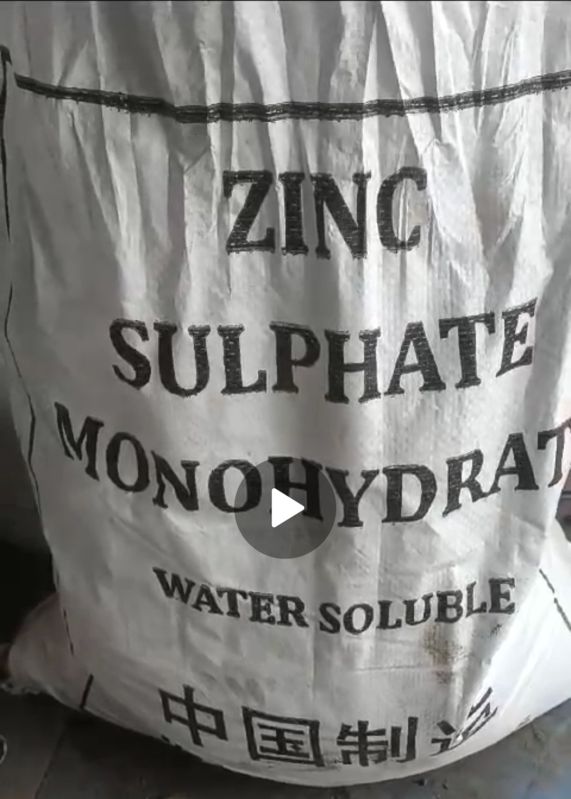 ZINC
SULPHATE
MONOHYDRAT
WATER SOLUBLE
中国制造